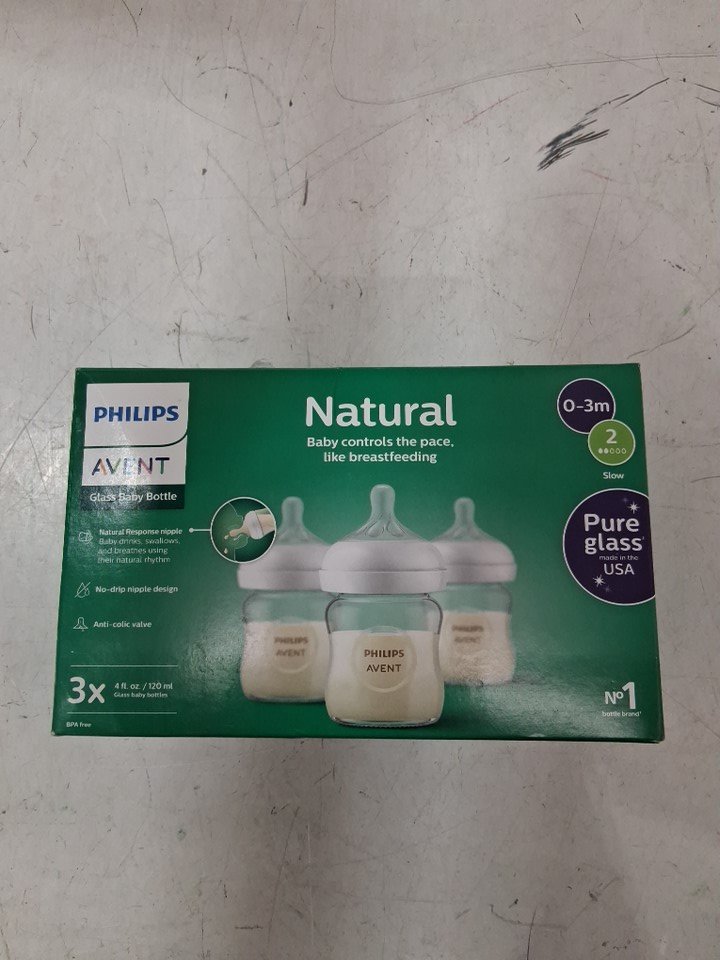 PHILIPS
AVENT
Glass Baby Bottle
Natural
Baby controls the pace,
like breastfeeding
0-3m
2
Slow
Pure
glass
made in the
USA
Natural Response nipple
Baby drinks, swallows,
and breathes using
their natural rhythm
No-drip nipple design
Anti-colic valve
3x
4 fl. oz. / 120 ml
Glass baby bottles
BPA free
PHILIPS
AVENT
PHILIPS
AVENT
PHILIPS
AVENT
Nº1
bottle brand*